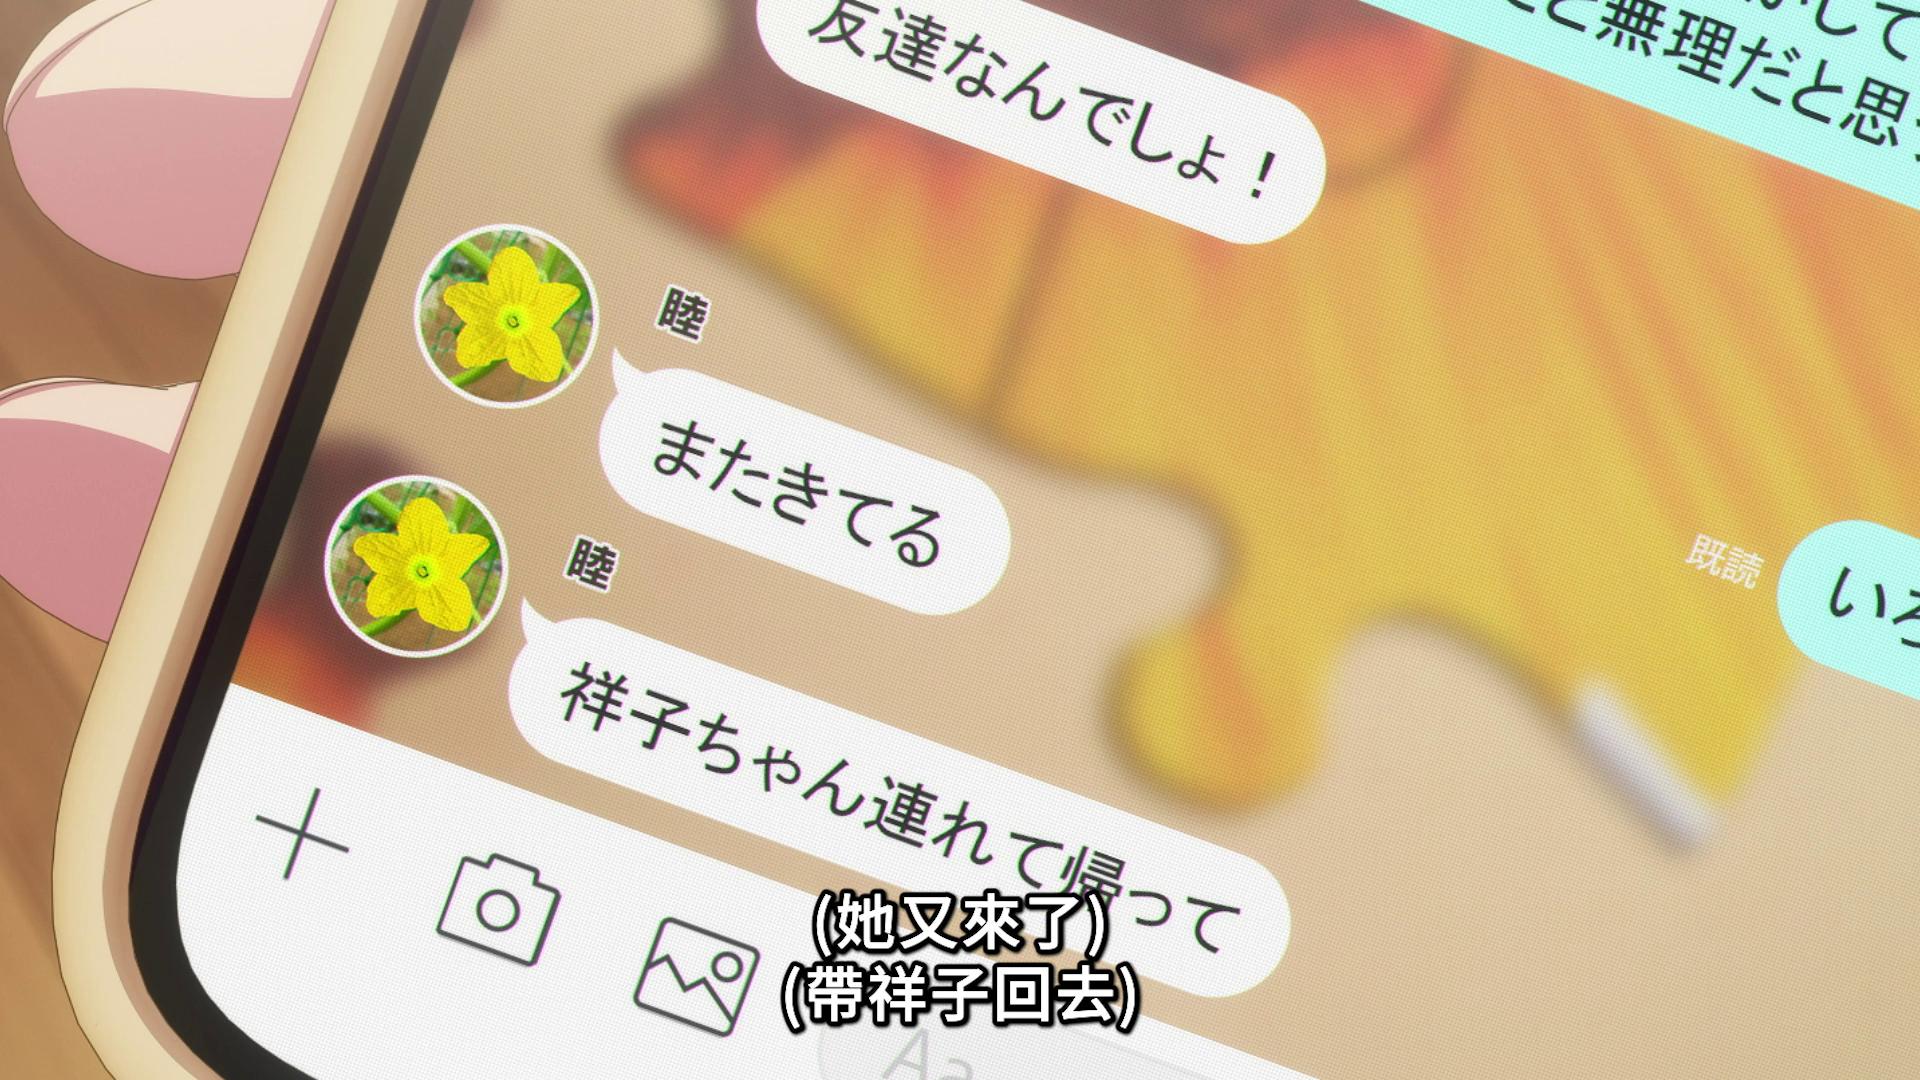 無理だと思
友達なんでしょ！
睦
またきてる
既読
いろ
睦
祥子ちゃん連れて帰って
(她又來了)
(帶祥子回去)
Aa